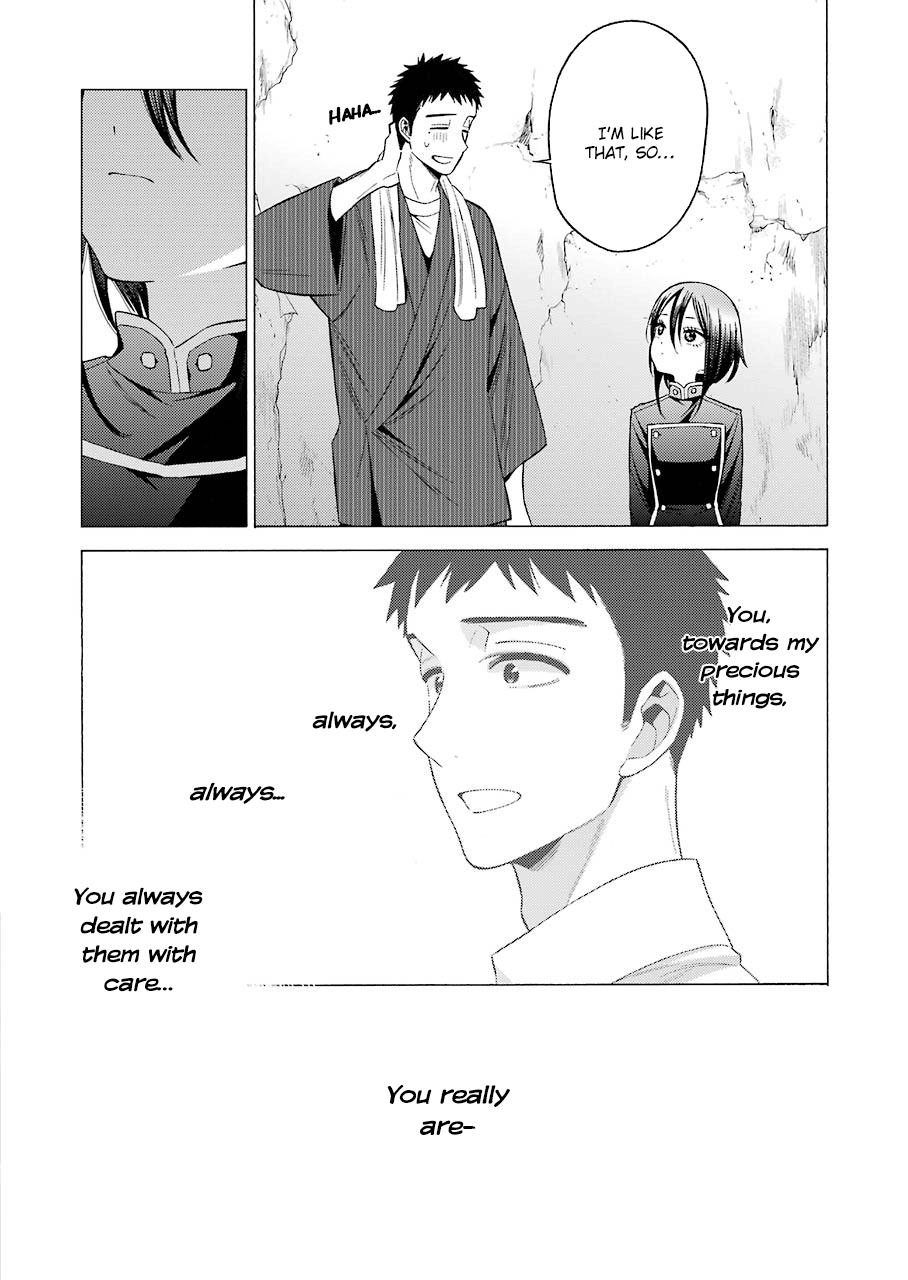 I'M LIKE
THAT, SO...
HAHA...
You,
towards my
precious
things,
always,
always...
You always
dealt with
them with
care...
You really
are-